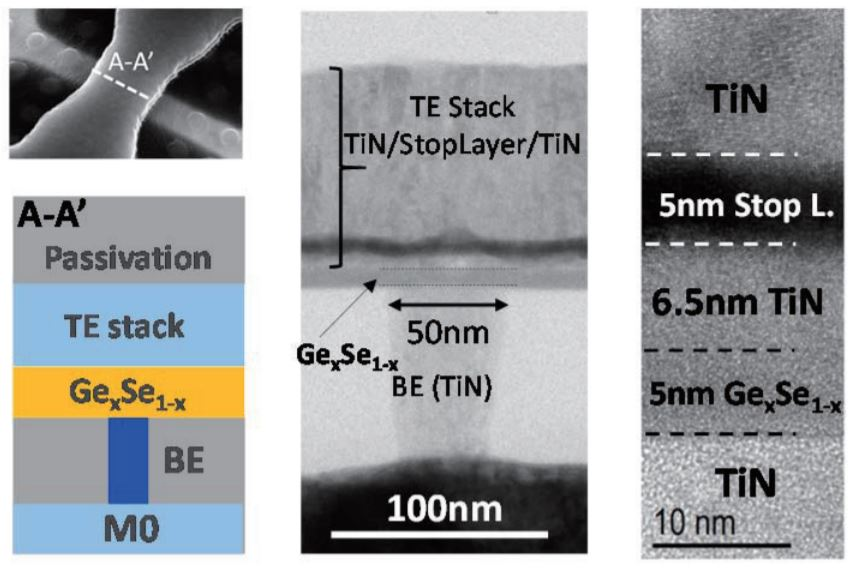 A-A'
A-A'
Passivation
TE stack
GexSe1-x
BE
M0
TE Stack
TiN/StopLayer/TiN
50nm
GexSe1-x
BE (TiN)
100nm
TiN
5nm Stop L.
6.5nm TiN
5nm GexSe1-x
TiN
10 nm